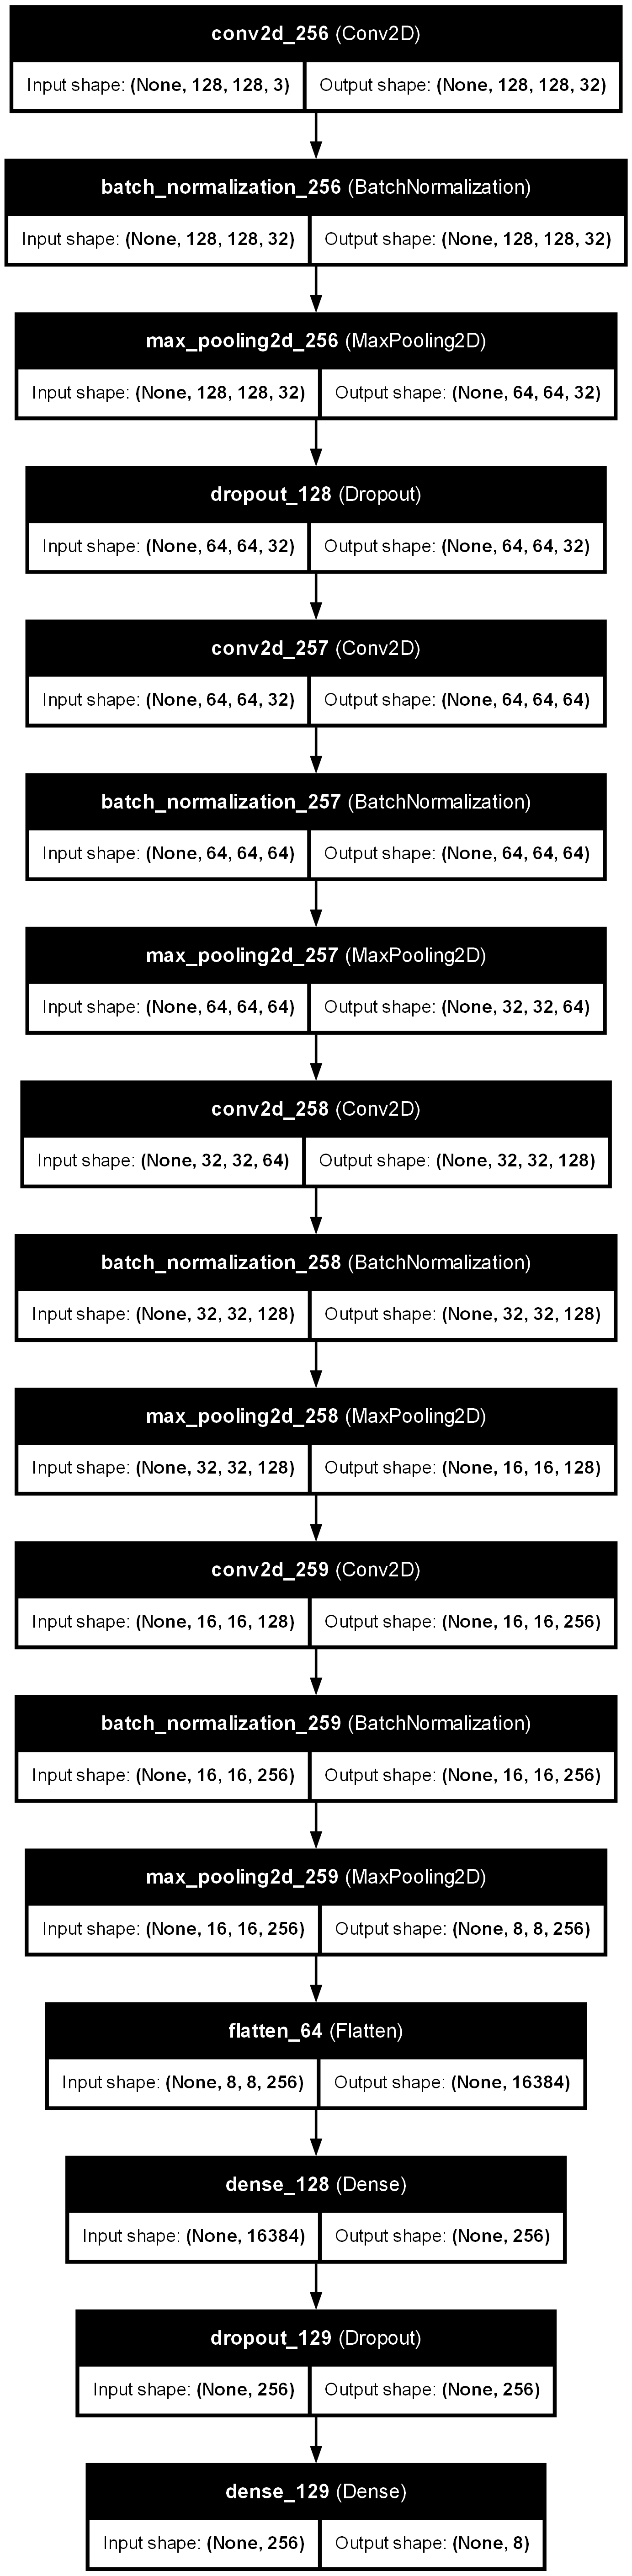 conv2d_256 (Conv2D)
Input shape: (None, 128, 128, 3) Output shape: (None, 128, 128, 32)
batch_normalization_256 (BatchNormalization)
Input shape: (None, 128, 128, 32) Output shape: (None, 128, 128, 32)
max_pooling2d_256 (MaxPooling2D)
Input shape: (None, 128, 128, 32) Output shape: (None, 64, 64, 32)
dropout_128 (Dropout)
Input shape: (None, 64, 64, 32) Output shape: (None, 64, 64, 32)
conv2d_257 (Conv2D)
Input shape: (None, 64, 64, 32) Output shape: (None, 64, 64, 64)
batch_normalization_257 (BatchNormalization)
Input shape: (None, 64, 64, 64) Output shape: (None, 64, 64, 64)
max_pooling2d_257 (MaxPooling2D)
Input shape: (None, 64, 64, 64) Output shape: (None, 32, 32, 64)
conv2d_258 (Conv2D)
Input shape: (None, 32, 32, 64) Output shape: (None, 32, 32, 128)
batch_normalization_258 (BatchNormalization)
Input shape: (None, 32, 32, 128) Output shape: (None, 32, 32, 128)
max_pooling2d_258 (MaxPooling2D)
Input shape: (None, 32, 32, 128) Output shape: (None, 16, 16, 128)
conv2d_259 (Conv2D)
Input shape: (None, 16, 16, 128) Output shape: (None, 16, 16, 256)
batch_normalization_259 (BatchNormalization)
Input shape: (None, 16, 16, 256) Output shape: (None, 16, 16, 256)
max_pooling2d_259 (MaxPooling2D)
Input shape: (None, 16, 16, 256) Output shape: (None, 8, 8, 256)
flatten_64 (Flatten)
Input shape: (None, 8, 8, 256) Output shape: (None, 16384)
dense_128 (Dense)
Input shape: (None, 16384) Output shape: (None, 256)
dropout_129 (Dropout)
Input shape: (None, 256) Output shape: (None, 256)
dense_129 (Dense)
Input shape: (None, 256) Output shape: (None, 8)